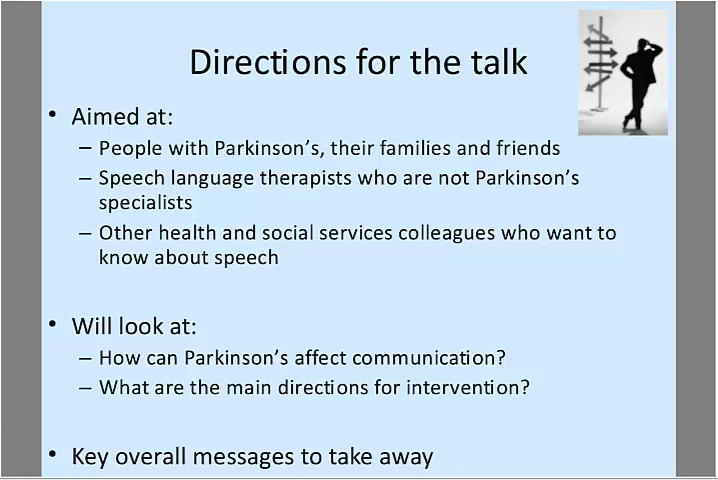 Directions for the talk
• Aimed at:
– People with Parkinson's, their families and friends
– Speech language therapists who are not Parkinson's
specialists
– Other health and social services colleagues who want to
know about speech
• Will look at:
– How can Parkinson's affect communication?
– What are the main directions for intervention?
• Key overall messages to take away